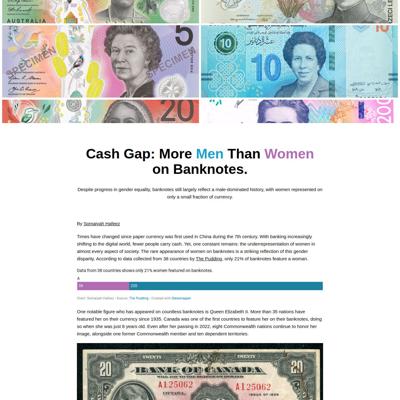 AUSTRALIA
5
SPECIMEN
10
20
200
Cash Gap: More Men Than Women
on Banknotes.
Despite progress in gender equality, banknotes still largely reflect a male-dominated history, with women represented on
only a small fraction of currency.
By Somaiyah Hafeez
Times have changed since paper currency was first used in China during the 7th century. With banking increasingly
shifting to the digital world, fewer people carry cash. Yet, one constant remains: the underrepresentation of women in
almost every aspect of society. The rare appearance of women on banknotes is a striking reflection of this gender
disparity. According to data collected from 38 countries by The Pudding, only 21% of banknotes feature a woman.
Data from 38 countries shows only 21% women featured on banknotes.
Chart: Somaiyah Hafeez • Source: The Pudding • Created with Datawrapper
One notable figure who has appeared on countless banknotes is Queen Elizabeth II. More than 35 nations have
featured her on their currency since 1935. Canada was one of the first countries to feature her on their banknotes, doing
so when she was just 8 years old. Even after her passing in 2022, eight Commonwealth nations continue to honor her
image, alongside one former Commonwealth member and ten dependent territories.
TWENTY
TWENTY
20
BANK OF CANADA
20
A125062
A125062